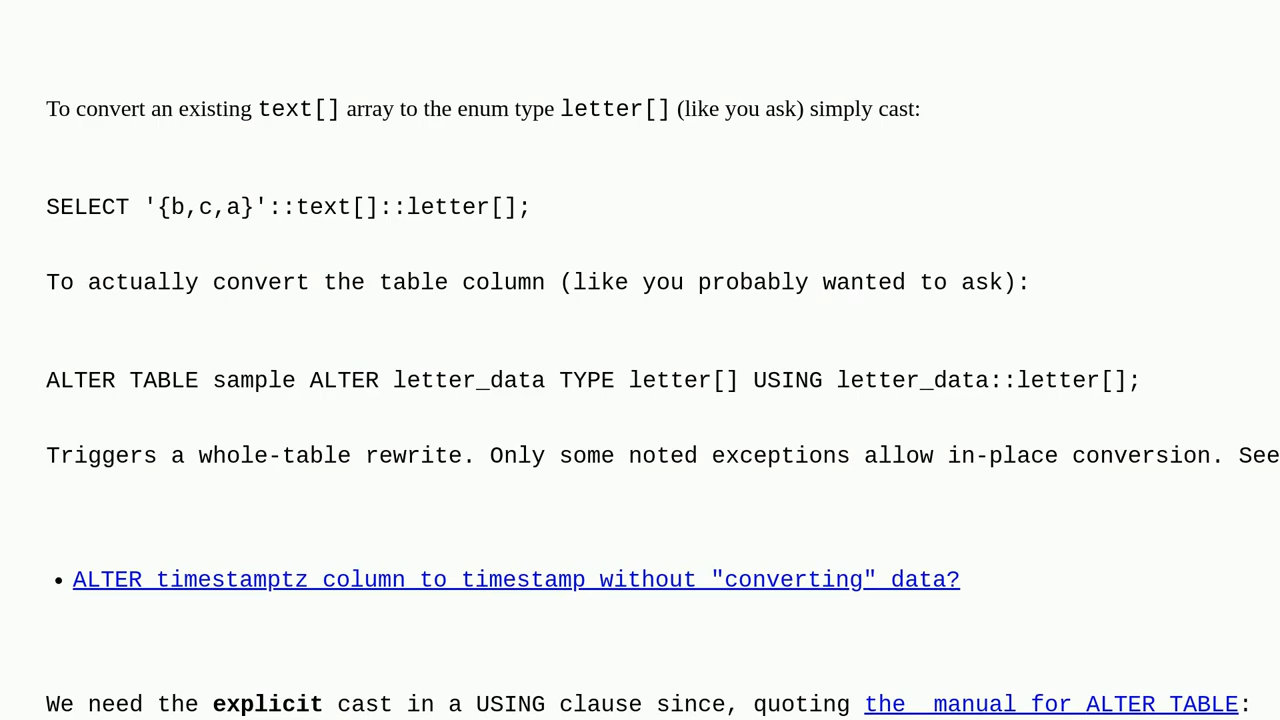 To convert an existing text[] array to the enum type letter[] (like you ask) simply cast:
SELECT '{b,c,a}'::text[]::letter[];
To actually convert the table column (like you probably wanted to ask):
ALTER TABLE sample ALTER letter_data TYPE letter[] USING letter_data::letter[];
Triggers a whole-table rewrite. Only some noted exceptions allow in-place conversion. See
• ALTER timestamptz column to timestamp without "converting" data?
We need the explicit cast in a USING clause since, quoting the  manual for ALTER TABLE: